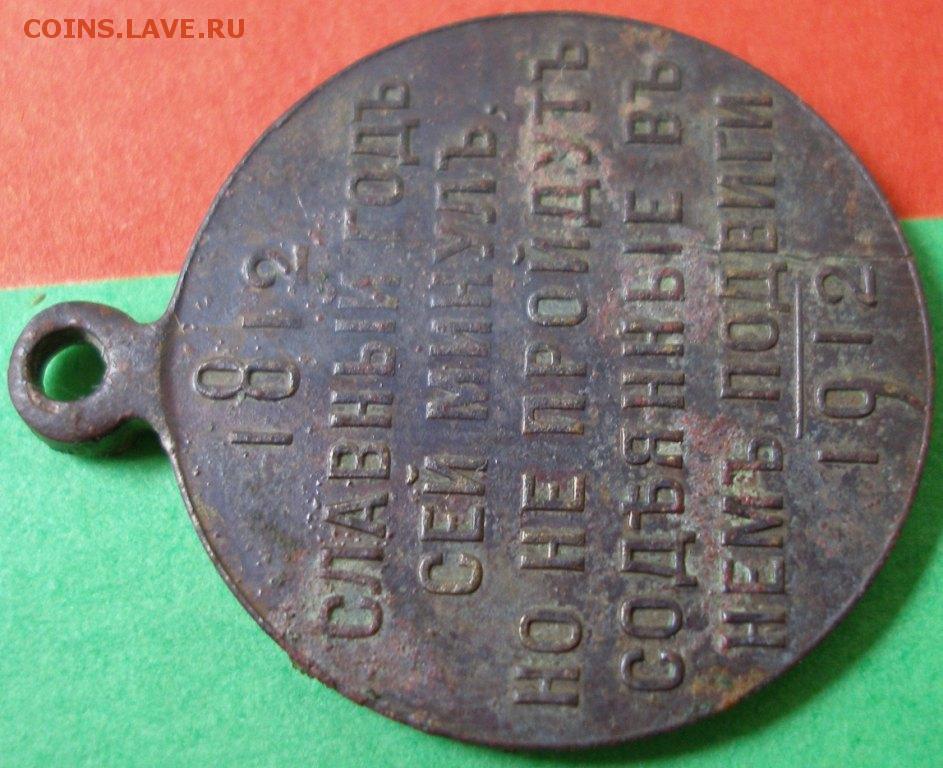 COINS.LAVE.RU
1812
СЛАВНЫЙ ГОДЪ
СЕЙ МИНУЛЪ,
НО НЕ ПРОЙДУТЪ
СОДѢЯННЫЕ ВЪ
НЕМЪ ПОДВИГИ
1912